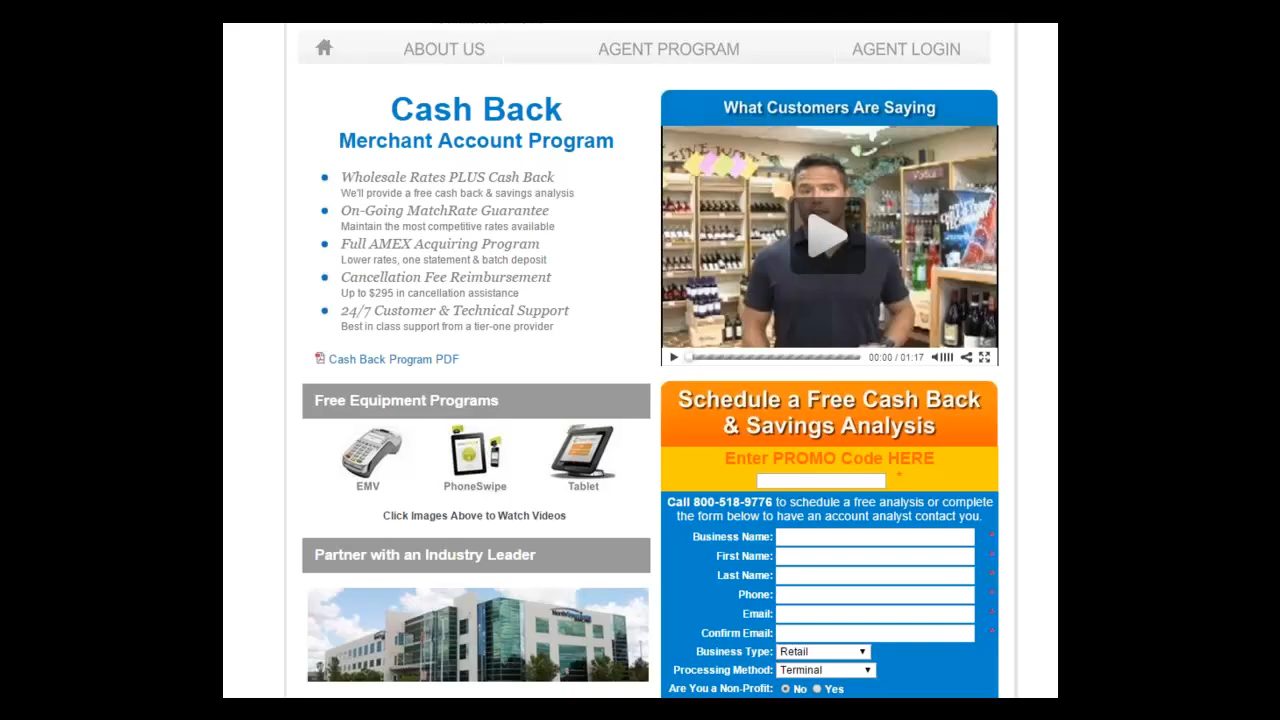 ABOUT US
AGENT PROGRAM
AGENT LOGIN
Cash Back
Merchant Account Program
Wholesale Rates PLUS Cash Back
We'll provide a free cash back & savings analysis
On-Going MatchRate Guarantee
Maintain the most competitive rates available
Full AMEX Acquiring Program
Lower rates, one statement & batch deposit
Cancellation Fee Reimbursement
Up to $295 in cancellation assistance
24/7 Customer & Technical Support
Best in class support from a tier-one provider
Cash Back Program PDF
Free Equipment Programs
EMV
PhoneSwipe
Tablet
Click Images Above to Watch Videos
Partner with an Industry Leader
What Customers Are Saying
00:00 / 01:17
Schedule a Free Cash Back
& Savings Analysis
Enter PROMO Code HERE
*
Call 800-518-9776 to schedule a free analysis or complete
the form below to have an account analyst contact you.
Business Name: *
First Name: *
Last Name: *
Phone: *
Email: *
Confirm Email: *
Business Type: Retail
Processing Method: Terminal
Are You a Non-Profit: No Yes